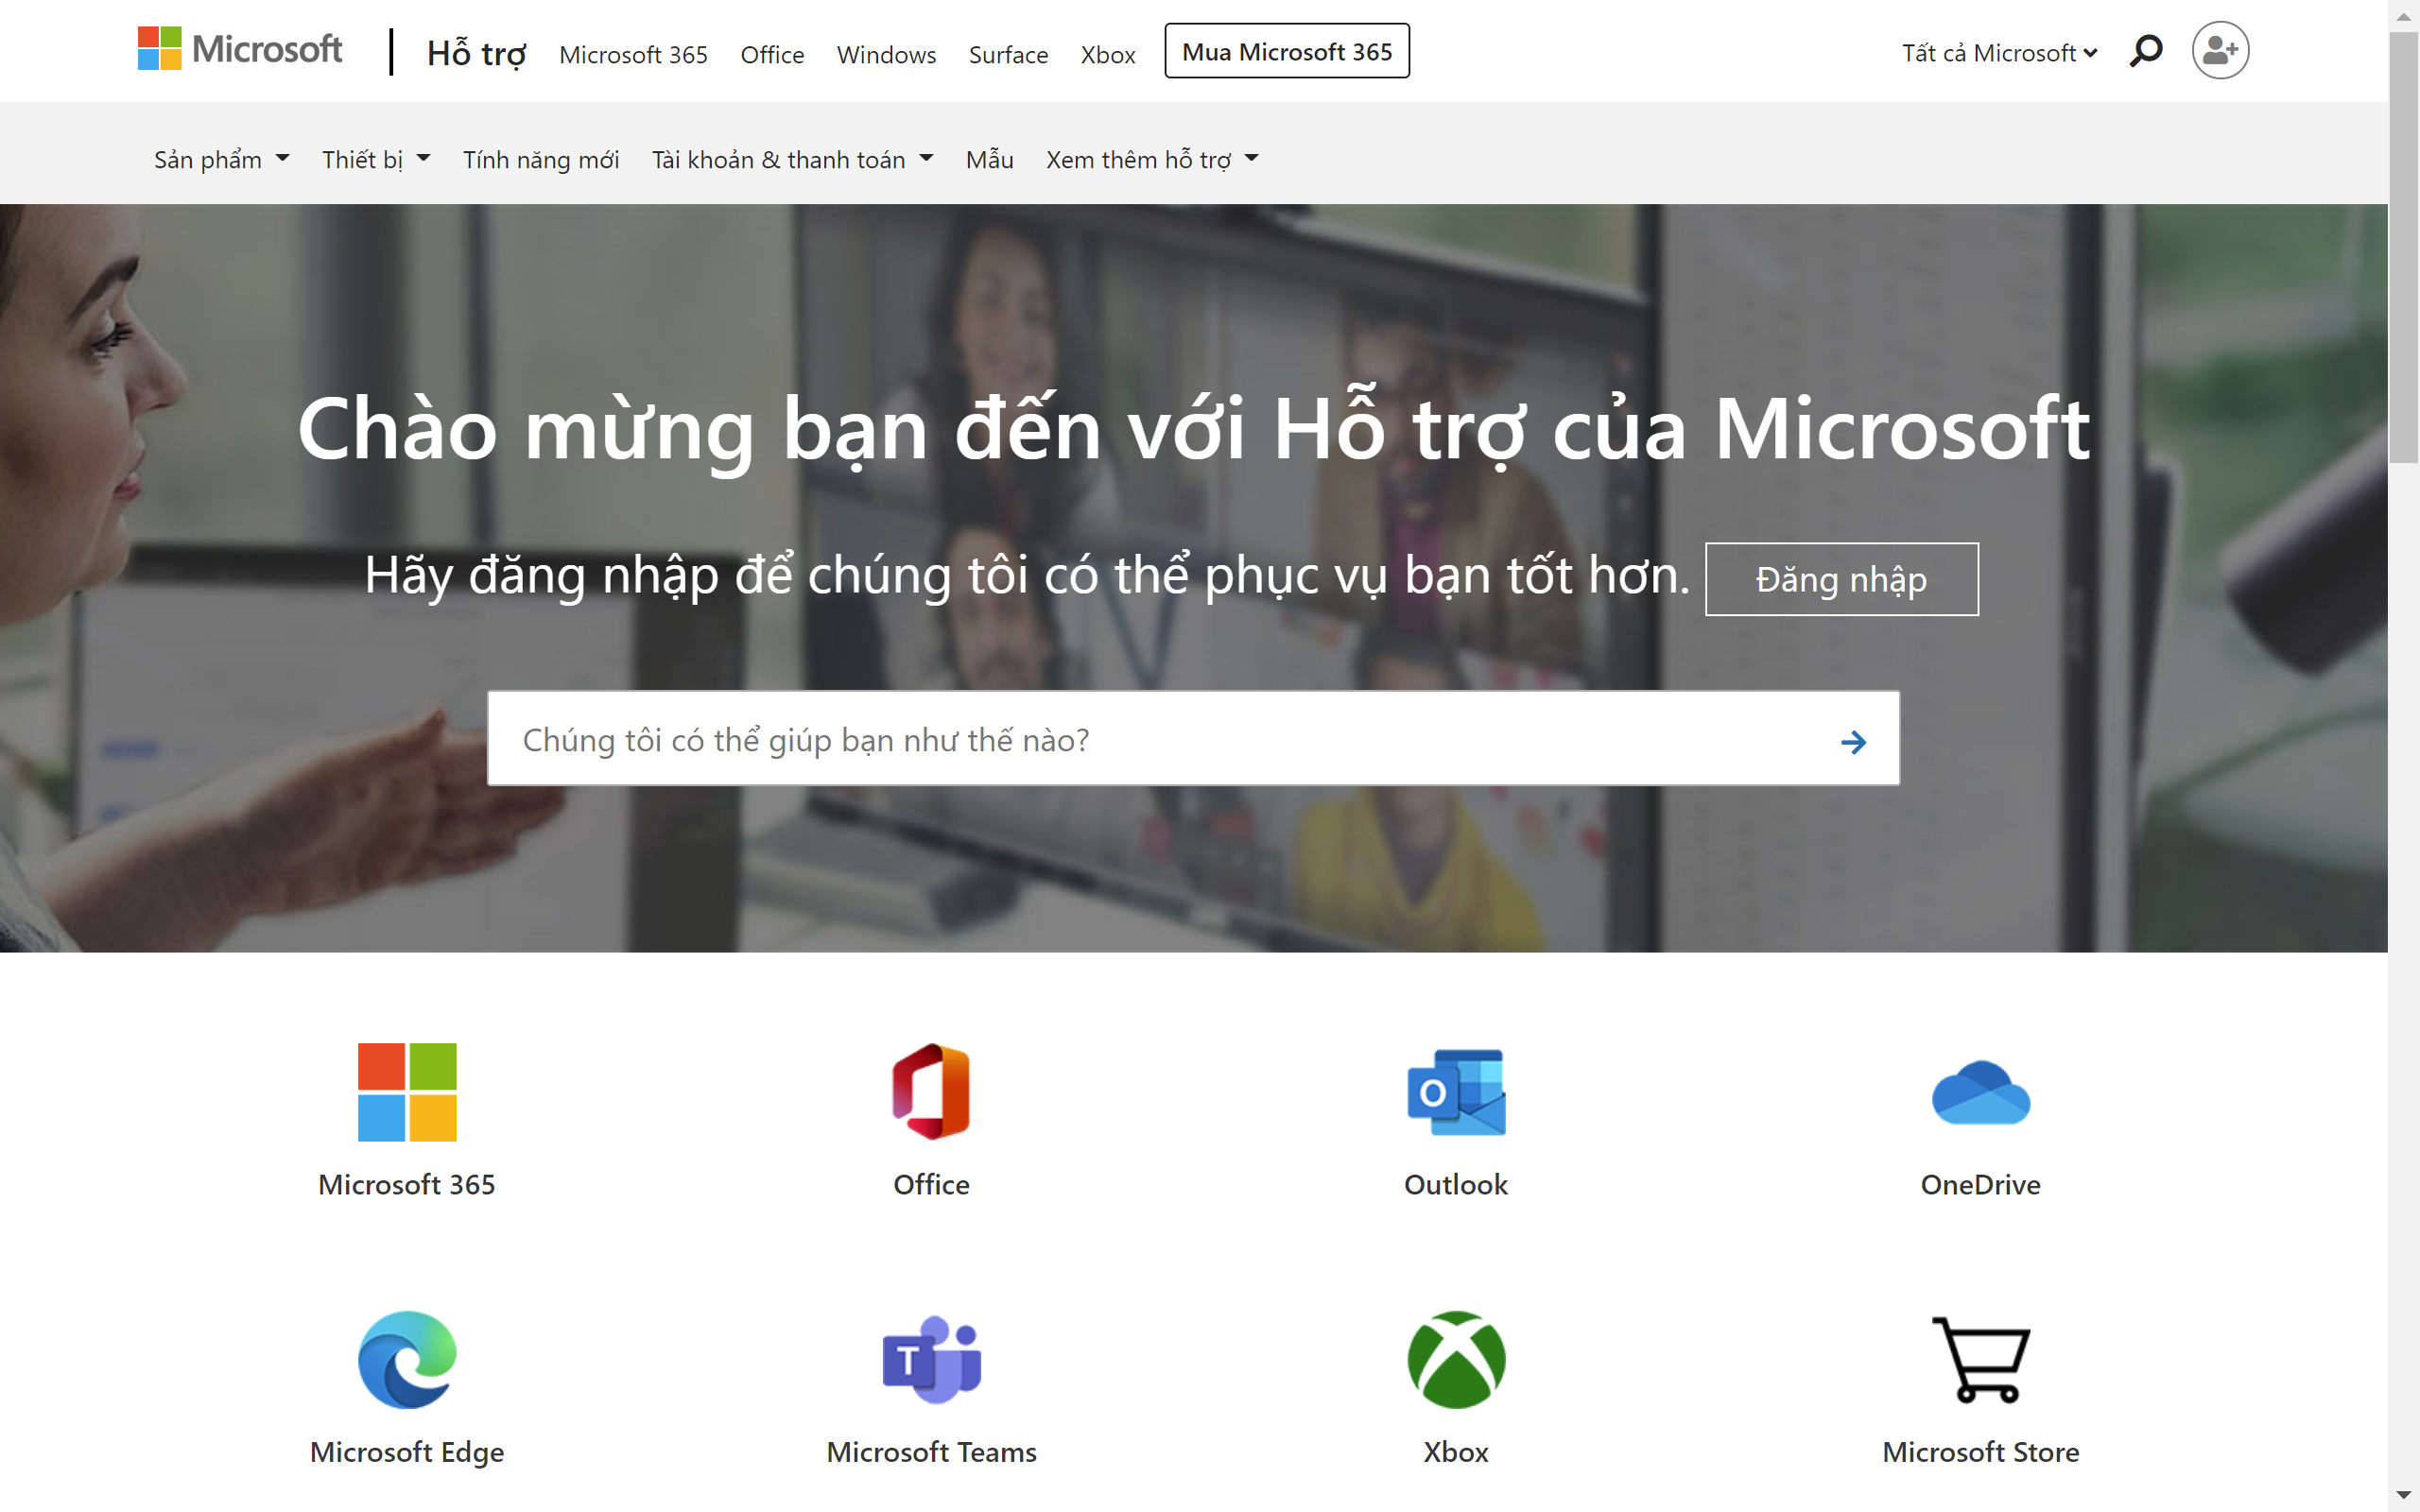 Microsoft
Hỗ trợ
Microsoft 365
Office
Windows
Surface
Xbox
Mua Microsoft 365
Tất cả Microsoft
Sản phẩm
Thiết bị
Tính năng mới
Tài khoản & thanh toán
Mẫu
Xem thêm hỗ trợ
Chào mừng bạn đến với Hỗ trợ của Microsoft
Hãy đăng nhập để chúng tôi có thể phục vụ bạn tốt hơn.
Đăng nhập
Chúng tôi có thể giúp bạn như thế nào?
Microsoft 365
Office
Outlook
OneDrive
Microsoft Edge
Microsoft Teams
Xbox
Microsoft Store